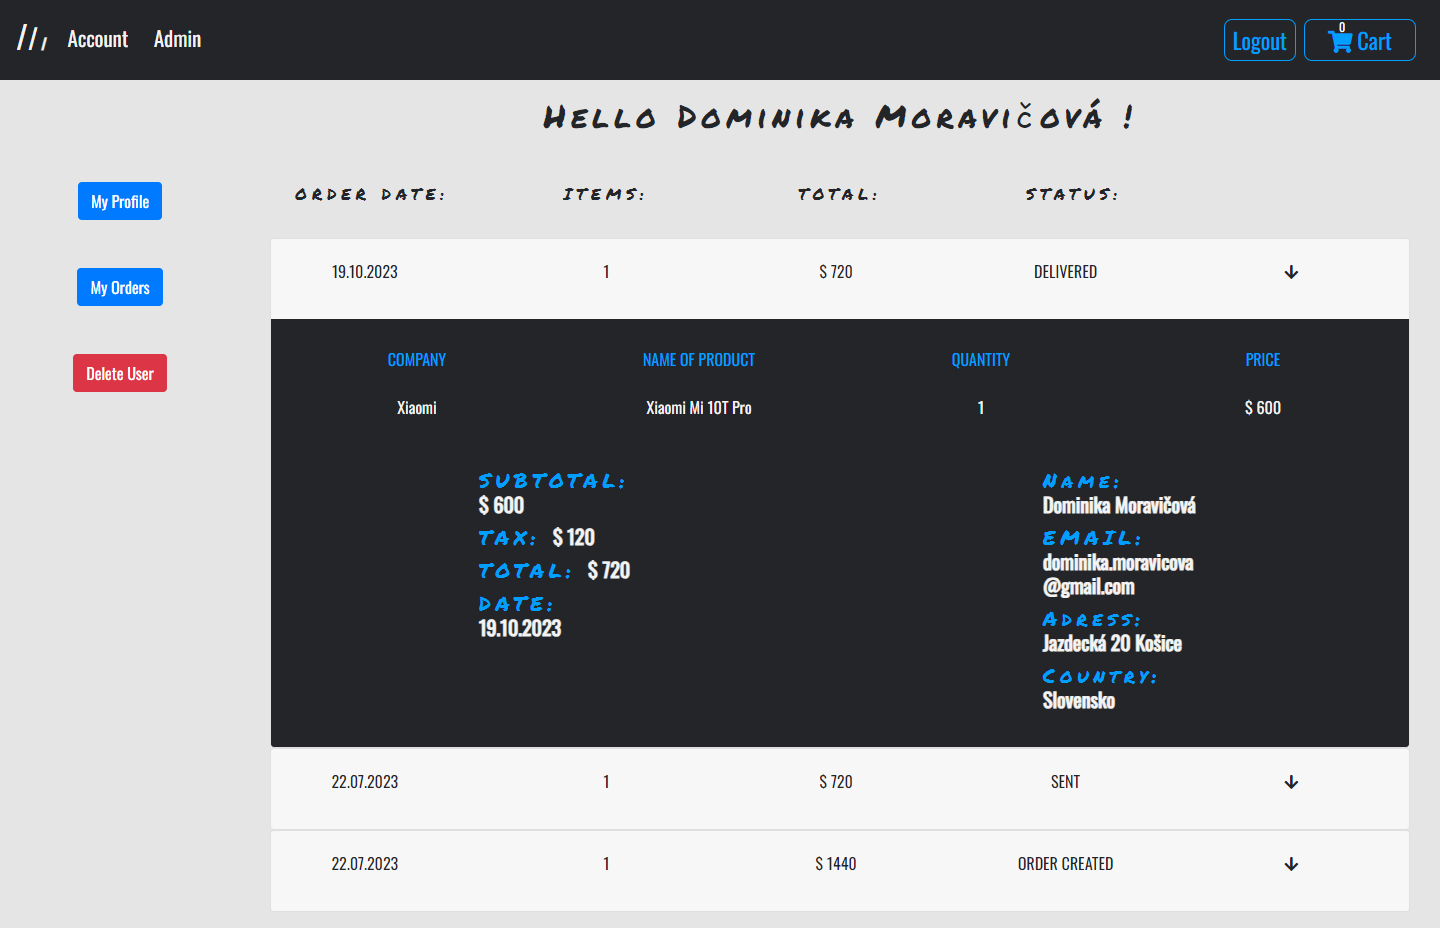 Account Admin Logout 0 Cart
Hello Dominika Moravičová !
My Profile
My Orders
Delete User
ORDER DATE: ITEMS: TOTAL: STATUS:
19.10.2023 1 $ 720 DELIVERED
COMPANY NAME OF PRODUCT QUANTITY PRICE
Xiaomi Xiaomi Mi 10T Pro 1 $ 600
SUBTOTAL:
$ 600
TAX: $ 120
TOTAL: $ 720
DATE:
19.10.2023
Name:
Dominika Moravičová
EMAIL:
dominika.moravicova
@gmail.com
Adress:
Jazdecká 20 Košice
Country:
Slovensko
22.07.2023 1 $ 720 SENT
22.07.2023 1 $ 1440 ORDER CREATED